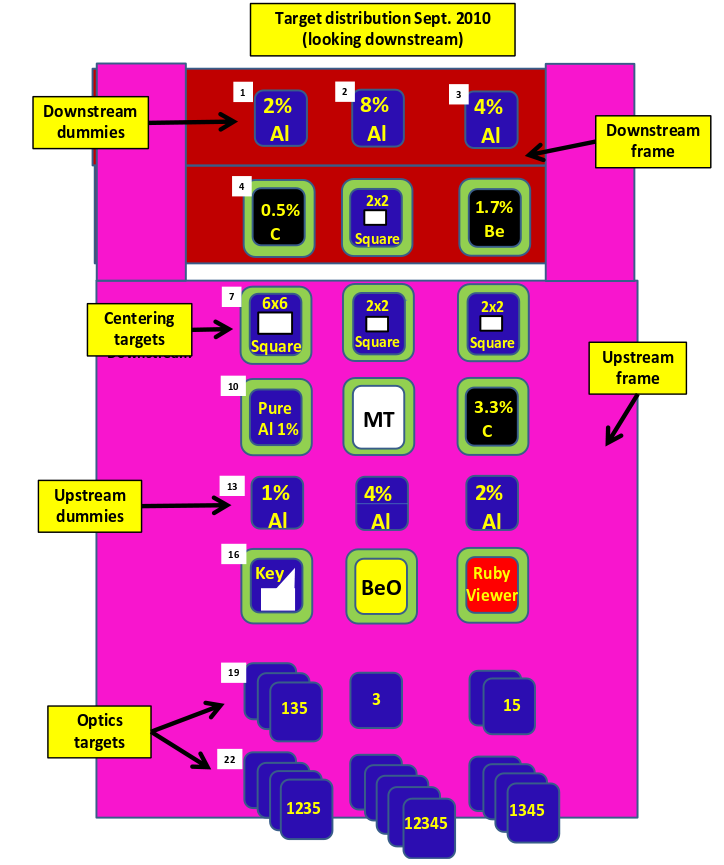 Target distribution Sept. 2010
(looking downstream)
Downstream
dummies
1
2%
Al
2
8%
Al
3
4%
Al
Downstream
frame
4
0.5%
C
2x2
Square
1.7%
Be
Centering
targets
7
6x6
Square
2x2
Square
2x2
Square
Upstream
frame
10
Pure
Al 1%
MT
3.3%
C
Upstream
dummies
13
1%
Al
4%
Al
2%
Al
16
Key
BeO
Ruby
Viewer
Optics
targets
19
135
3
15
22
1235
12345
1345